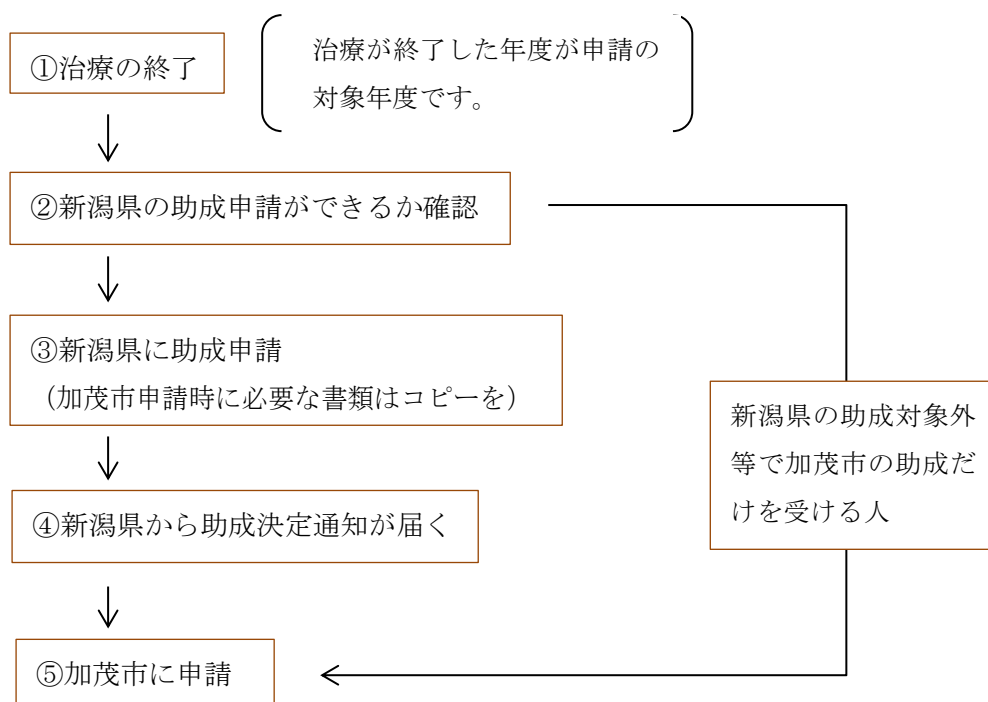 ①治療の終了
治療が終了した年度が申請の
対象年度です。
②新潟県の助成申請ができるか確認
③新潟県に助成申請
（加茂市申請時に必要な書類はコピーを）
新潟県の助成対象外
等で加茂市の助成だ
けを受ける人
④新潟県から助成決定通知が届く
⑤加茂市に申請